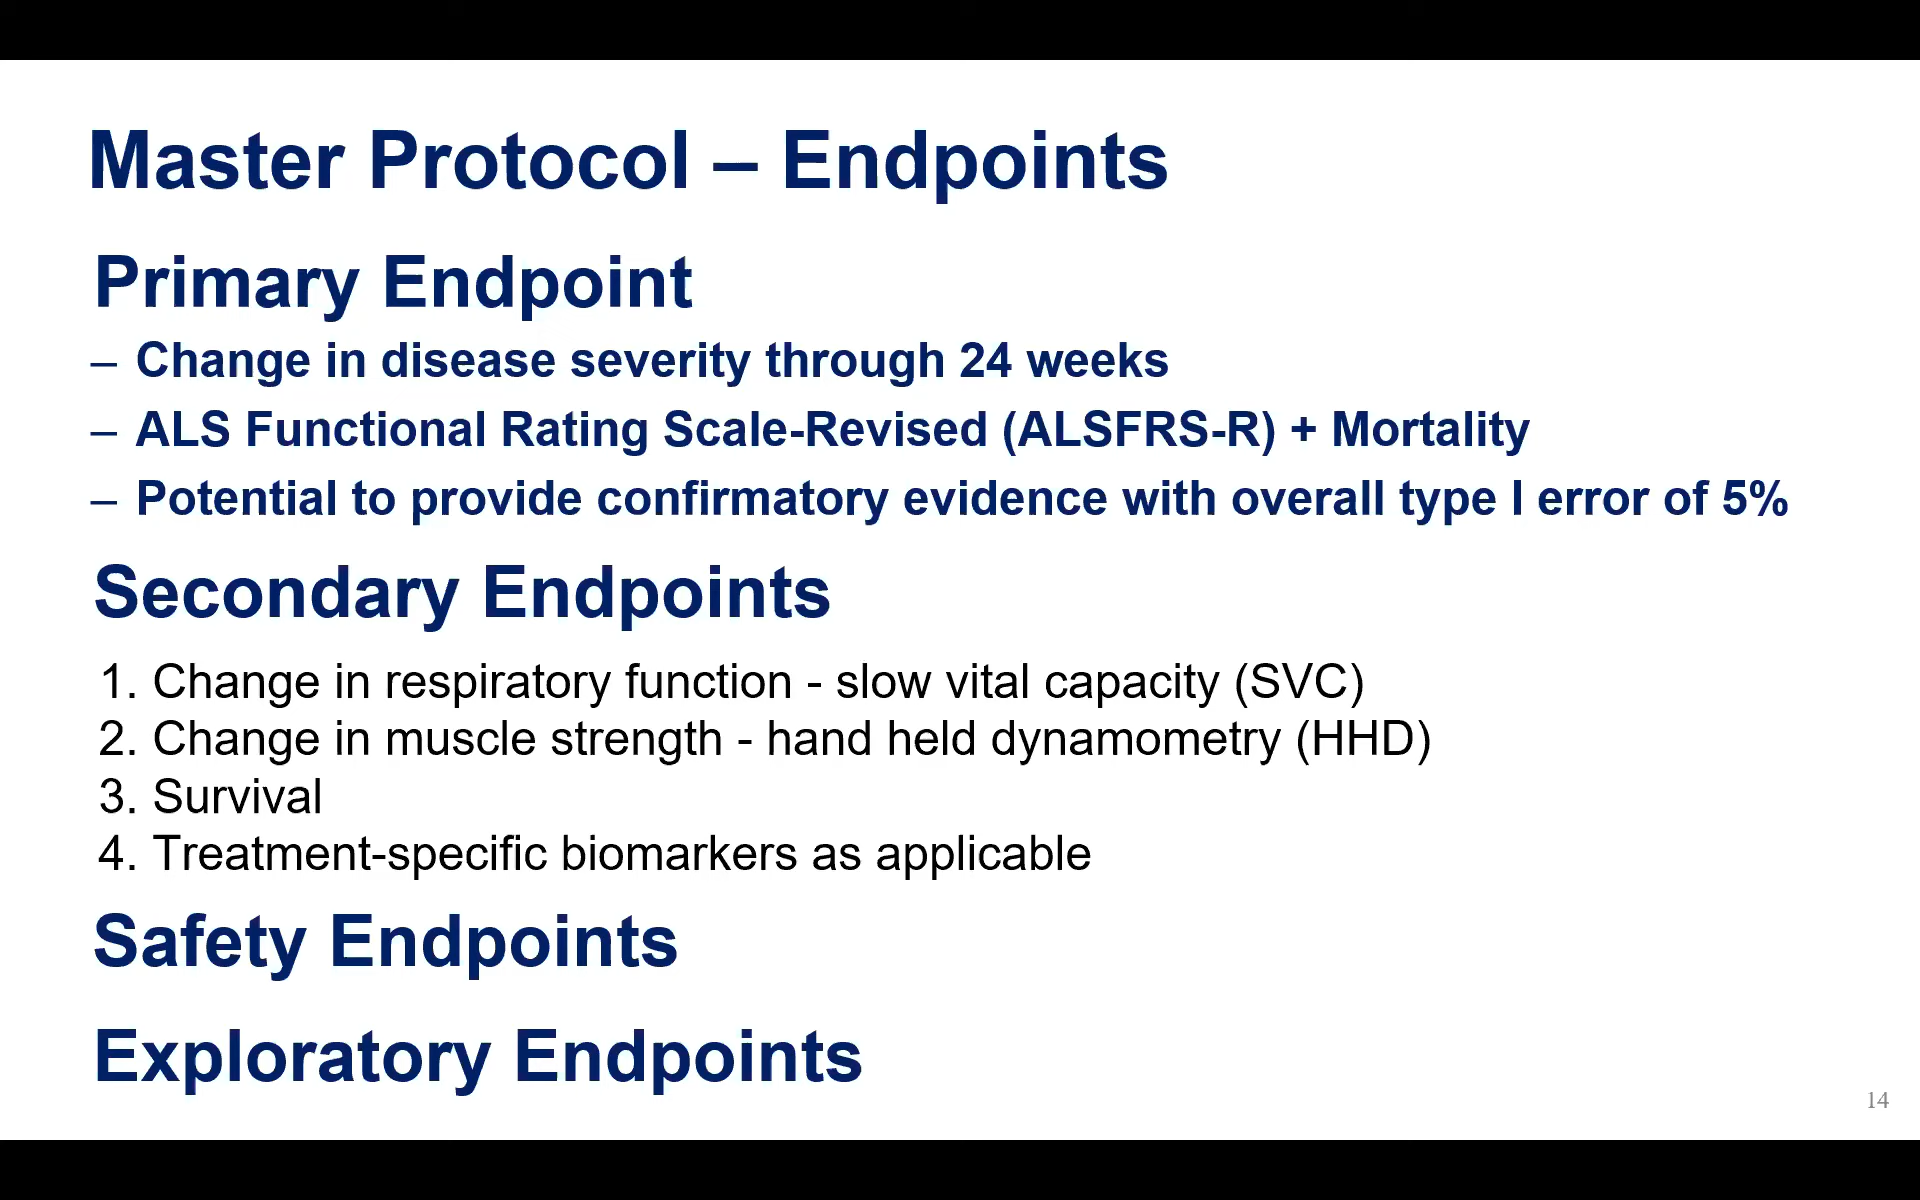 Master Protocol – Endpoints
Primary Endpoint
– Change in disease severity through 24 weeks
– ALS Functional Rating Scale-Revised (ALSFRS-R) + Mortality
– Potential to provide confirmatory evidence with overall type I error of 5%
Secondary Endpoints
1. Change in respiratory function - slow vital capacity (SVC)
2. Change in muscle strength - hand held dynamometry (HHD)
3. Survival
4. Treatment-specific biomarkers as applicable
Safety Endpoints
Exploratory Endpoints
14